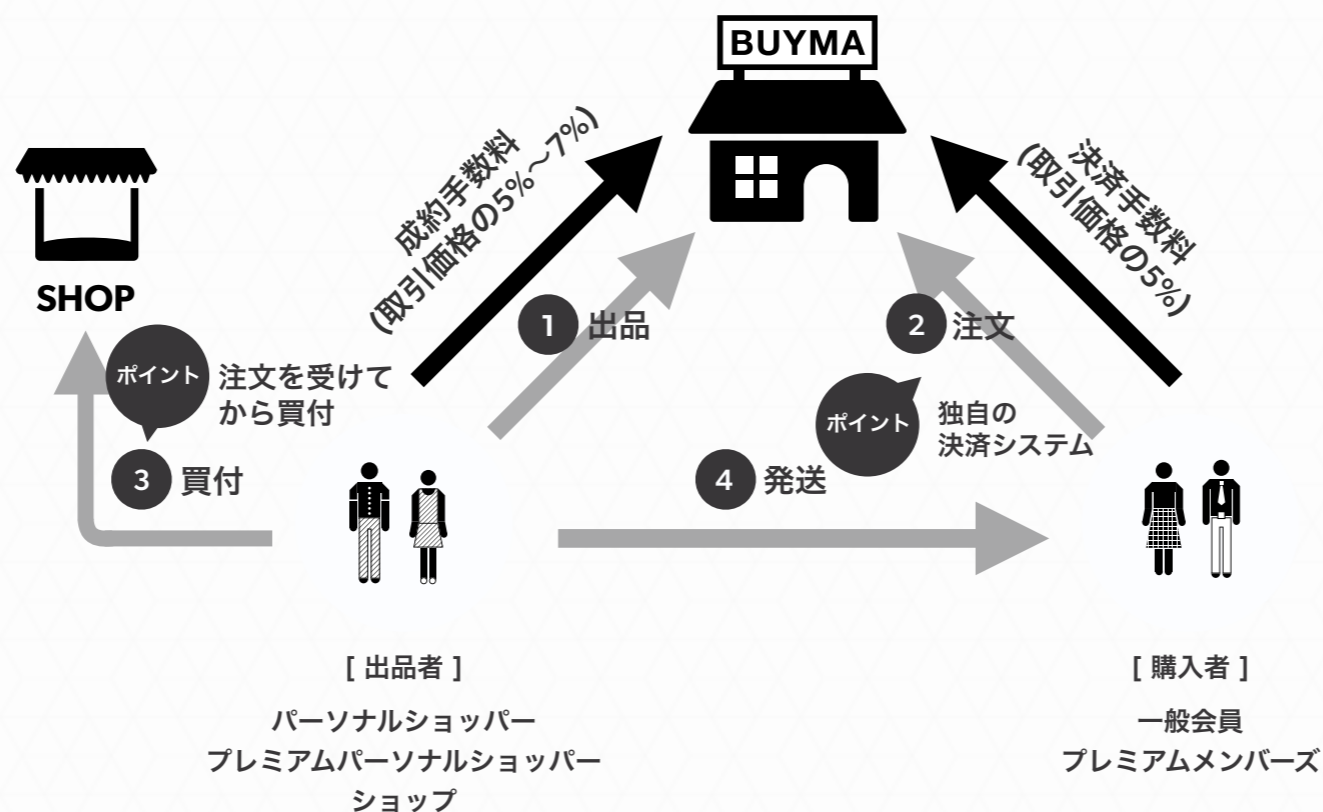 BUYMA
成約手数料
(取引価格の5%〜7%)
決済手数料
(取引価格の5%)
SHOP
1 出品
2 注文
ポイント
注文を受けて
から買付
ポイント
独自の
決済システム
3 買付
4 発送
[ 出品者 ]
パーソナルショッパー
プレミアムパーソナルショッパー
ショップ
[ 購入者 ]
一般会員
プレミアムメンバーズ